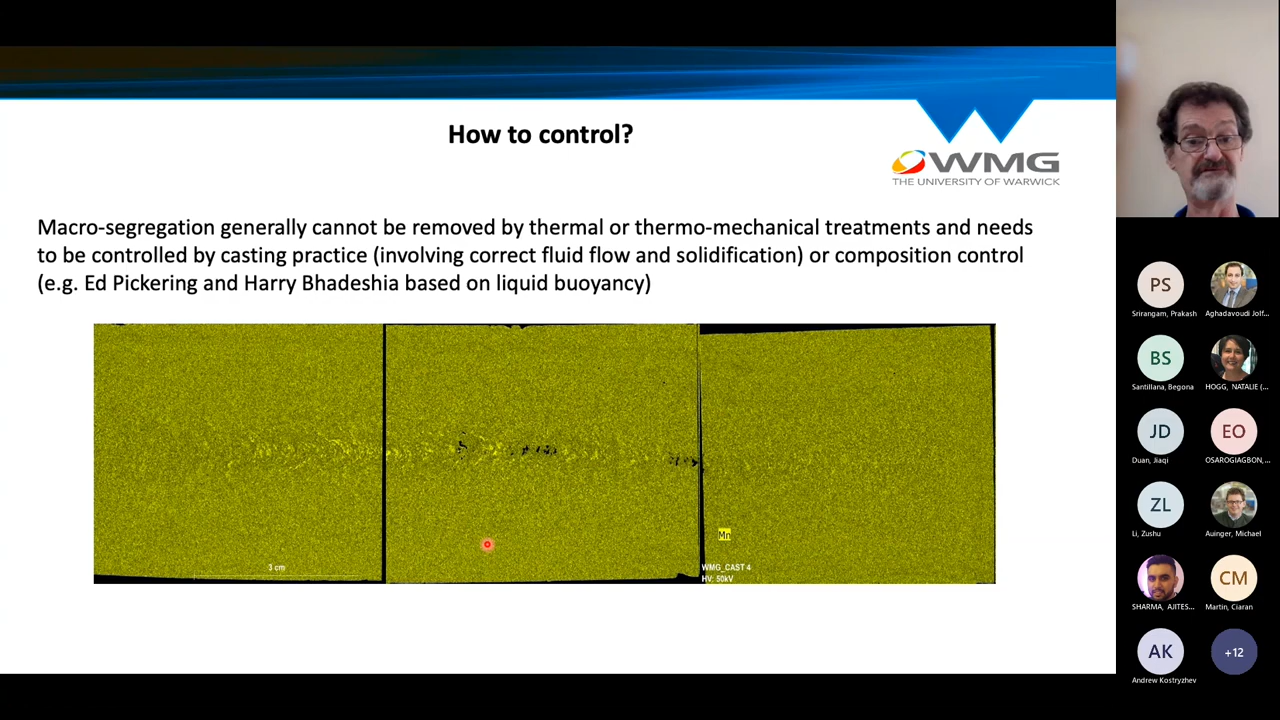 How to control?
WMG
THE UNIVERSITY OF WARWICK
Macro-segregation generally cannot be removed by thermal or thermo-mechanical treatments and needs
to be controlled by casting practice (involving correct fluid flow and solidification) or composition control
(e.g. Ed Pickering and Harry Bhadeshia based on liquid buoyancy)
3 cm
Mn
WMG_CAST 4
HV: 50kV
PS
Srirangam, Prakash
Aghadavoudi Jolf...
BS
Santillana, Begona
HOGG, NATALIE (...
JD
Duan, Jiaqi
EO
OSAROGIAGBON,...
ZL
Li, Zushu
Auinger, Michael
SHARMA, AJITES...
CM
Martin, Ciaran
AK
Andrew Kostryzhev
+12